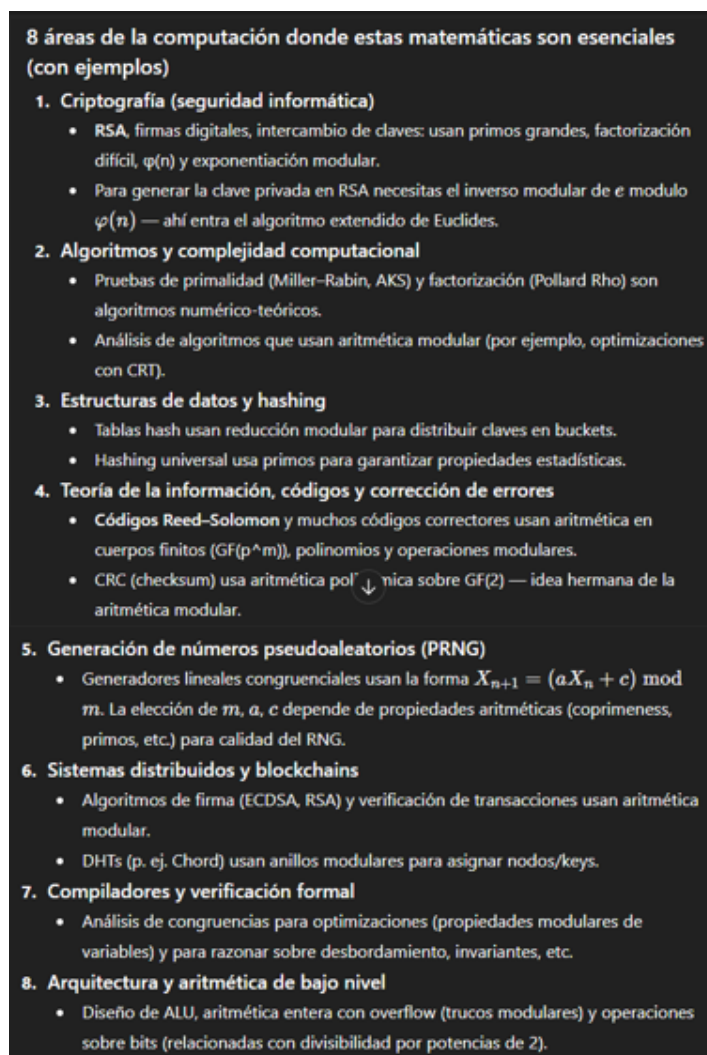 8 áreas de la computación donde estas matemáticas son esenciales
(con ejemplos)
1. Criptografía (seguridad informática)
• RSA, firmas digitales, intercambio de claves: usan primos grandes, factorización
difícil, φ(n) y exponentiación modular.
• Para generar la clave privada en RSA necesitas el inverso modular de e modulo
φ(n) — ahí entra el algoritmo extendido de Euclides.
2. Algoritmos y complejidad computacional
• Pruebas de primalidad (Miller–Rabin, AKS) y factorización (Pollard Rho) son
algoritmos numérico-teóricos.
• Análisis de algoritmos que usan aritmética modular (por ejemplo, optimizaciones
con CRT).
3. Estructuras de datos y hashing
• Tablas hash usan reducción modular para distribuir claves en buckets.
• Hashing universal usa primos para garantizar propiedades estadísticas.
4. Teoría de la información, códigos y corrección de errores
• Códigos Reed–Solomon y muchos códigos correctores usan aritmética en
cuerpos finitos (GF(p^m)), polinomios y operaciones modulares.
• CRC (checksum) usa aritmética sobre GF(2) — idea hermana de la
aritmética modular.
5. Generación de números pseudoaleatorios (PRNG)
• Generadores lineales congruenciales usan la forma Xₙ₊₁ = (aXₙ + c) mod
m. La elección de m, a, c depende de propiedades aritméticas (coprimeness,
primos, etc.) para calidad del RNG.
6. Sistemas distribuidos y blockchains
• Algoritmos de firma (ECDSA, RSA) y verificación de transacciones usan aritmética
modular.
• DHTs (p. ej. Chord) usan anillos modulares para asignar nodos/keys.
7. Compiladores y verificación formal
• Análisis de congruencias para optimizaciones (propiedades modulares de
variables) y para razonar sobre desbordamiento, invariantes, etc.
8. Arquitectura y aritmética de bajo nivel
• Diseño de ALU, aritmética entera con overflow (trucos modulares) y operaciones
sobre bits (relacionadas con divisibilidad por potencias de 2).